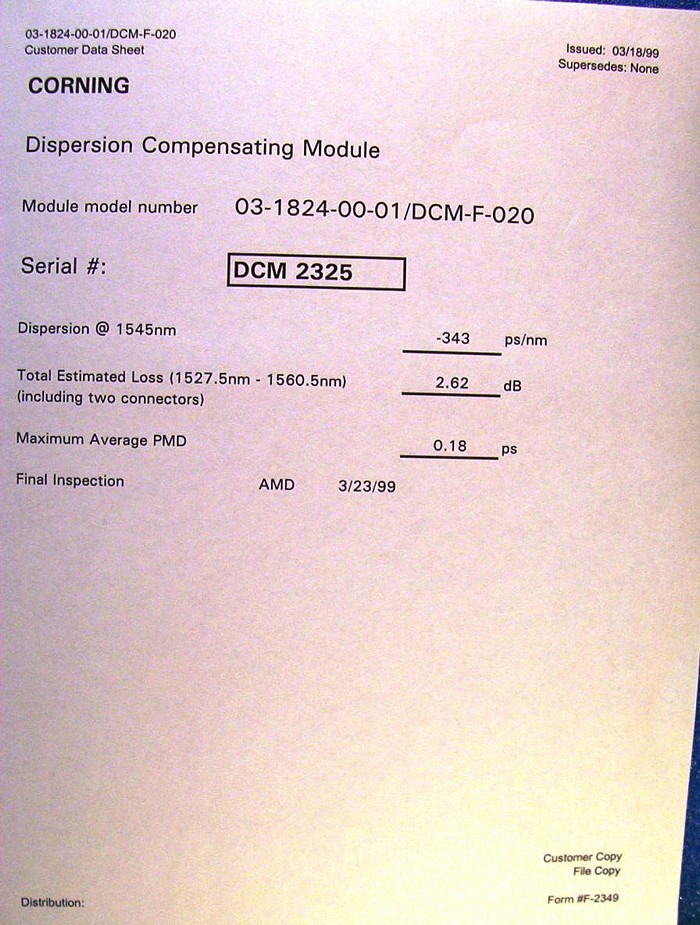 03-1824-00-01/DCM-F-020
Customer Data Sheet
Issued: 03/18/99
Supersedes: None
CORNING
Dispersion Compensating Module
Module model number 03-1824-00-01/DCM-F-020
Serial #: DCM 2325
Dispersion @ 1545nm -343 ps/nm
Total Estimated Loss (1527.5nm - 1560.5nm) 2.62 dB
(including two connectors)
Maximum Average PMD 0.18 ps
Final Inspection AMD 3/23/99
Customer Copy
File Copy
Distribution: Form #F-2349